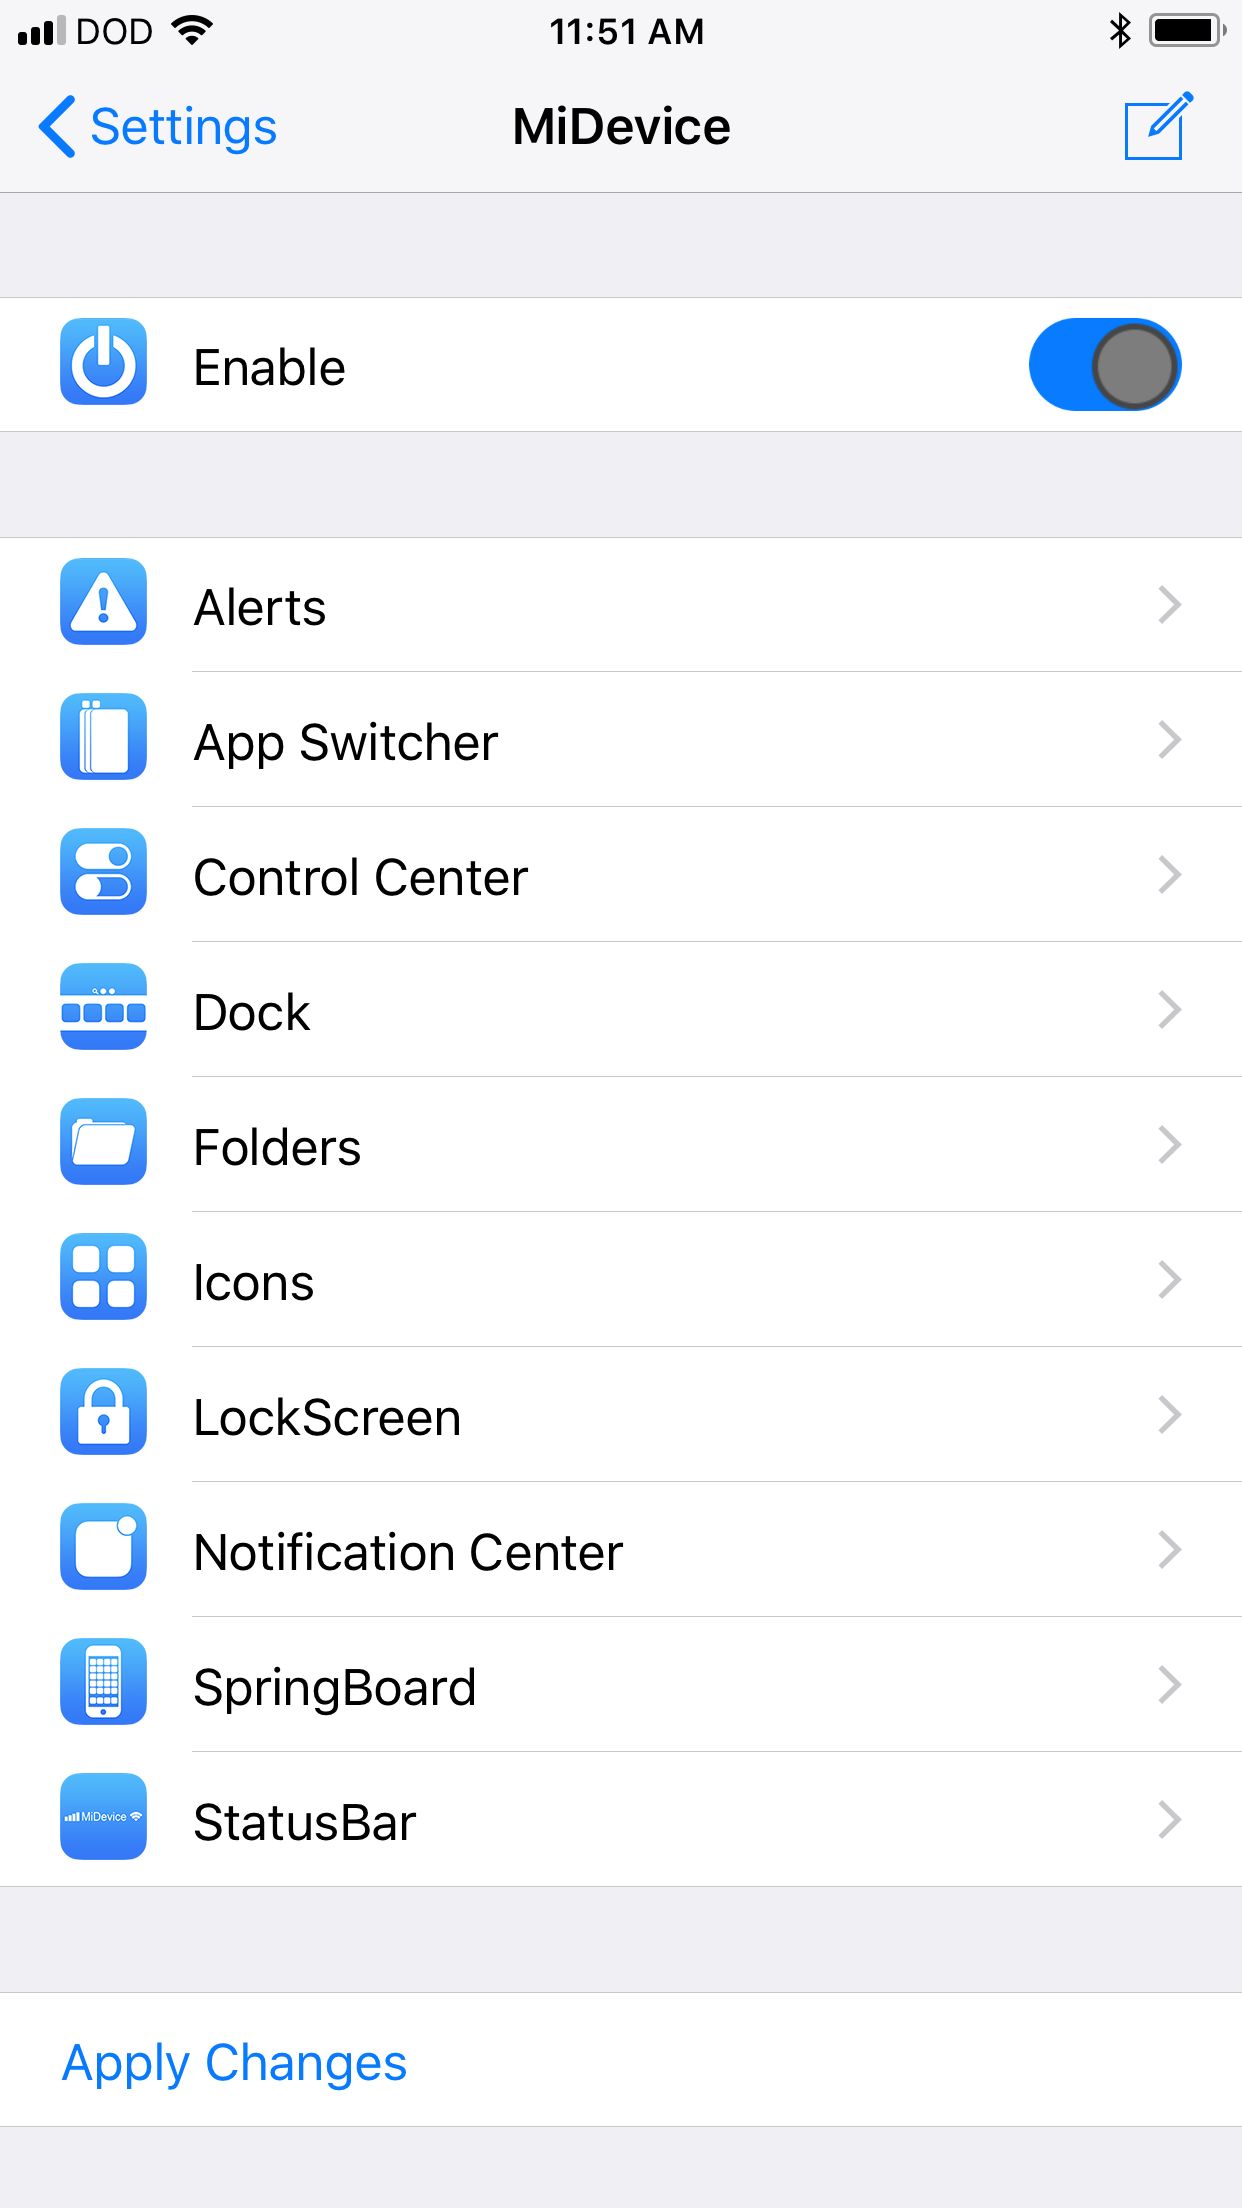 DOD 11:51 AM
Settings MiDevice
Enable
Alerts
App Switcher
Control Center
Dock
Folders
Icons
LockScreen
Notification Center
SpringBoard
MiDevice StatusBar
Apply Changes